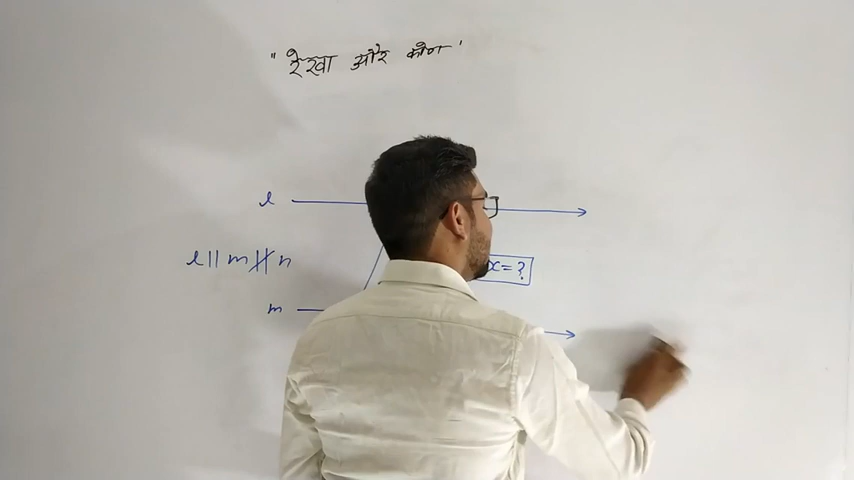 "रेखा और कोण"
l
l || m ∦ n
x = ?
m